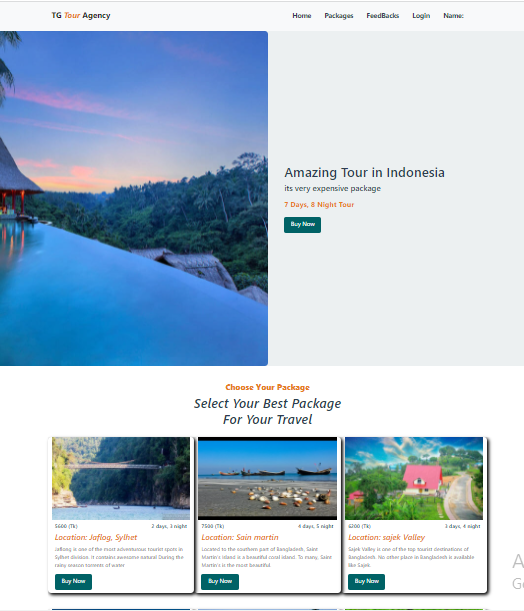 TG Tour Agency
Home Packages FeedBacks Login Name:
Amazing Tour in Indonesia
its very expensive package
7 Days, 8 Night Tour
Buy Now
Choose Your Package
Select Your Best Package
For Your Travel
5600 (Tk) 2 days, 3 night
Location: Jaflog, Sylhet
Jaflong is one of the most adventurous tourist spots in
Sylhet division. It contains awesome natural During the
rainy season torrents of water
Buy Now
7500 (Tk) 4 days, 5 night
Location: Sain martin
Located to the southern part of Bangladesh, Saint
Martin's Island is a beautiful coral island. To many, Saint
Martin's is the most beautiful
Buy Now
6200 (Tk) 3 days, 4 night
Location: sajek Valley
Sajek Valley is one of the top tourist destinations of
Bangladesh. No other place in Bangladesh is available
like Sajek
Buy Now
A
Go